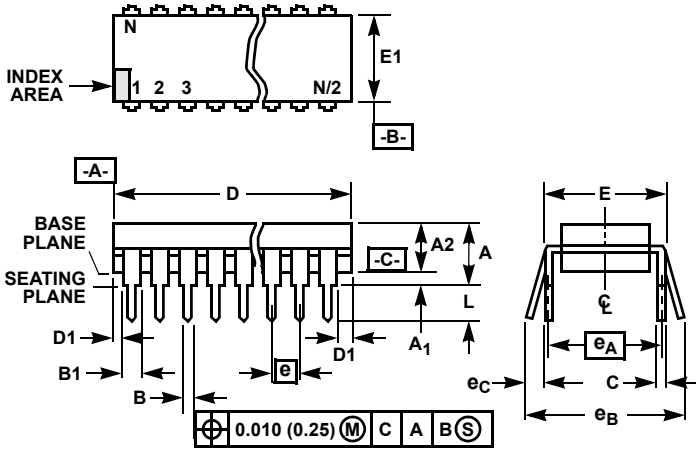 N
E1
INDEX
AREA
1 2 3
N/2
-B-
-A-
D
E
BASE
PLANE
A2
A
-C-
SEATING
PLANE
L
C
L
D1
A1
D1
eA
B1
e
eC
C
B
eB
0.010 (0.25) M C A B S